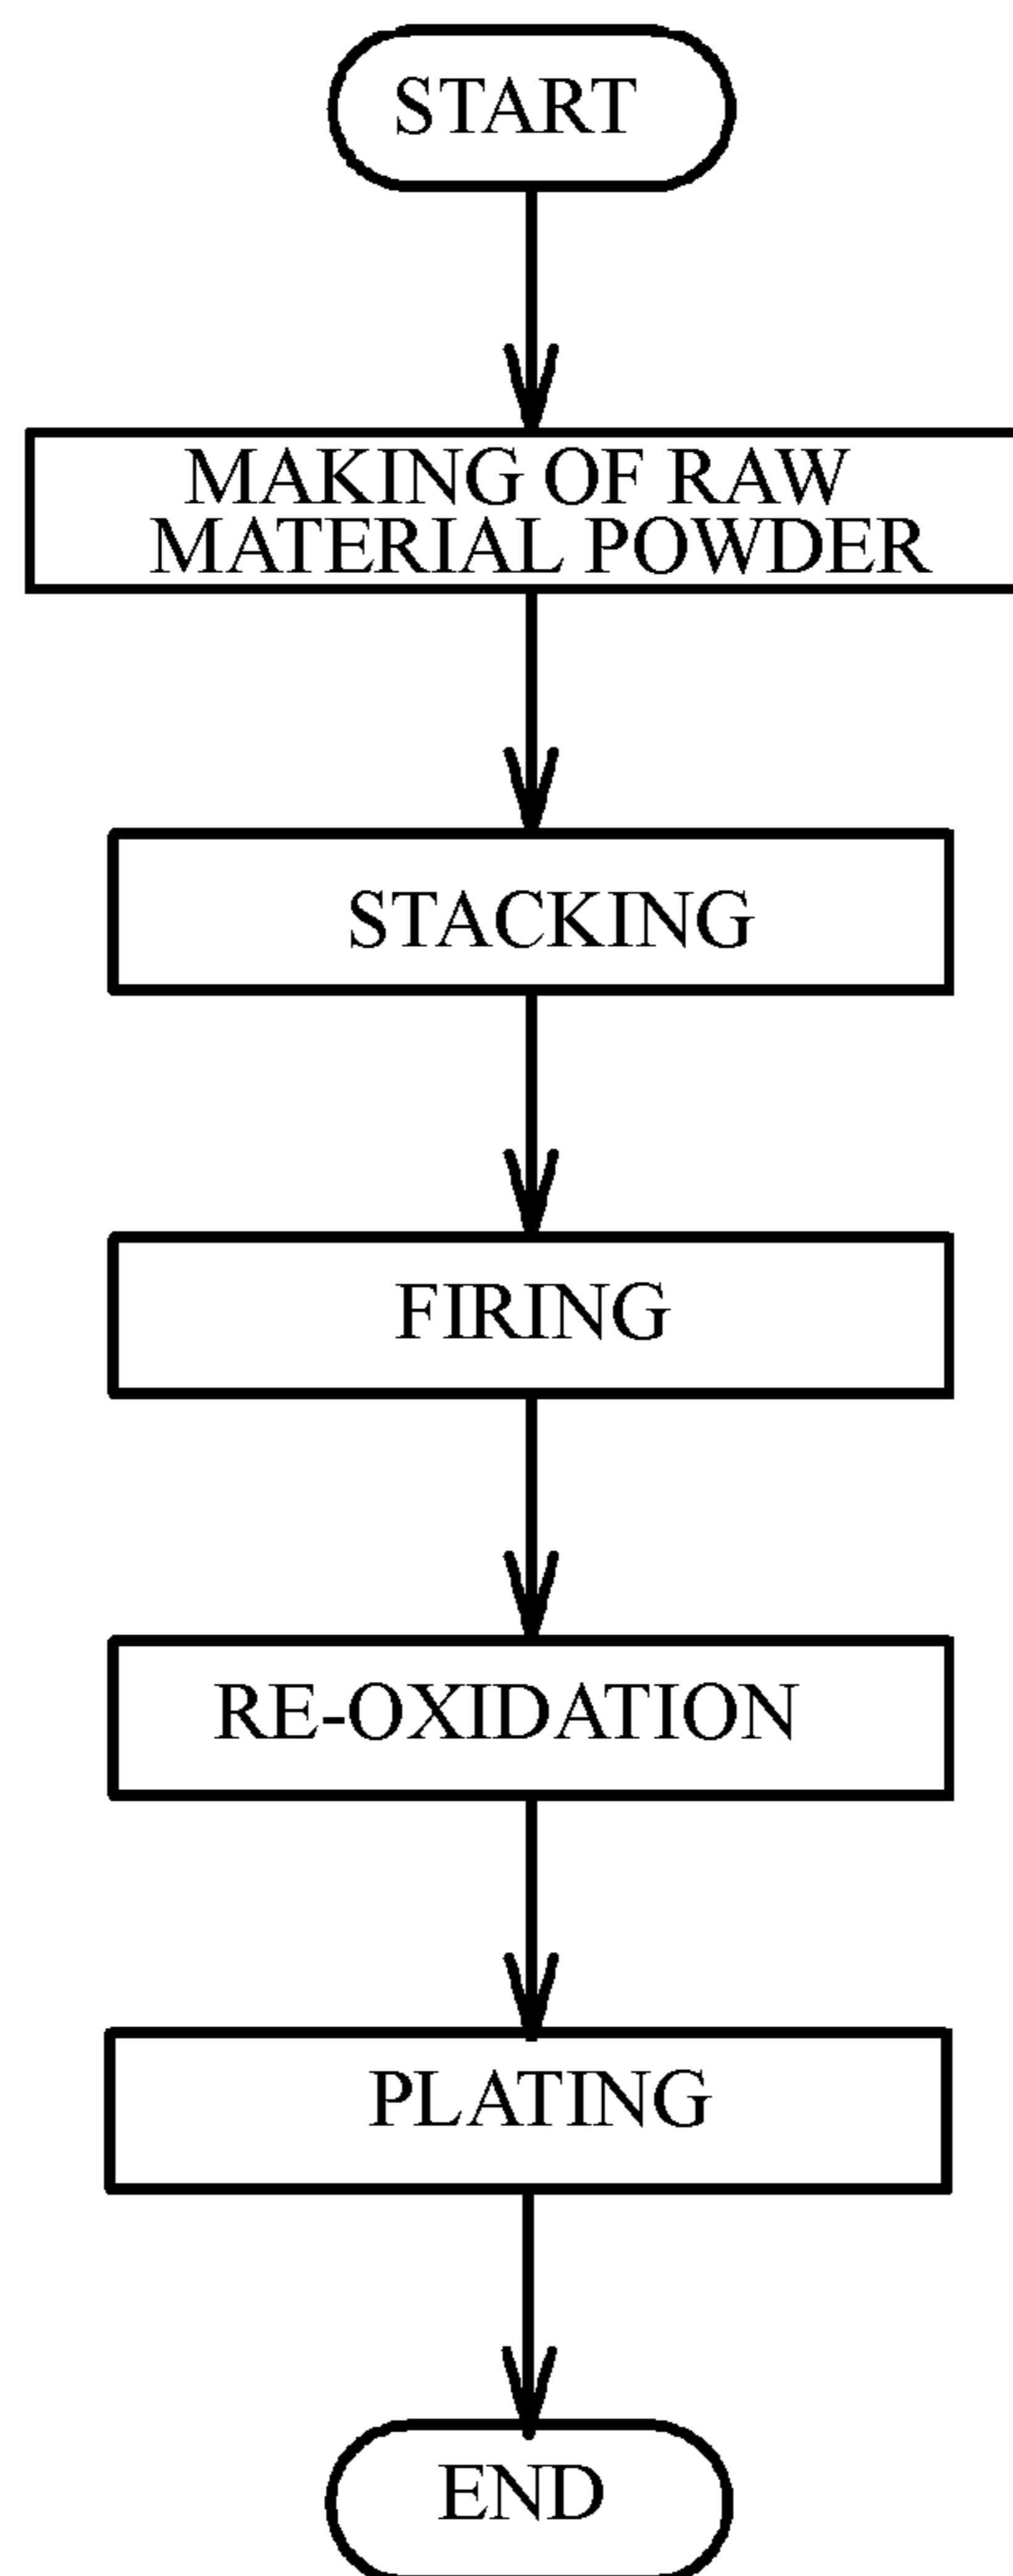 START
MAKING OF RAW
MATERIAL POWDER
STACKING
FIRING
RE-OXIDATION
PLATING
END